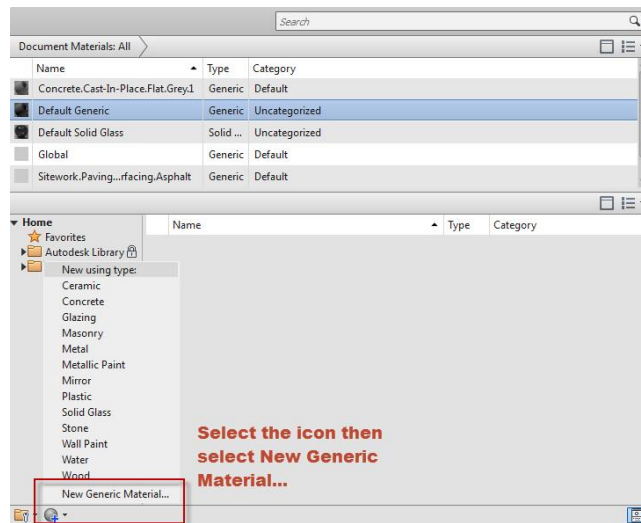 Search
Document Materials: All
Name Type Category
Concrete.Cast-In-Place.Flat.Grey.1 Generic Default
Default Generic Generic Uncategorized
Default Solid Glass Solid ... Uncategorized
Global Generic Default
Sitework.Paving...rfacing.Asphalt Generic Default
Home
Name Type Category
Favorites
Autodesk Library
New using type:
Ceramic
Concrete
Glazing
Masonry
Metal
Metallic Paint
Mirror
Plastic
Solid Glass
Stone
Wall Paint
Water
Wood
New Generic Material...
Select the icon then
select New Generic
Material...